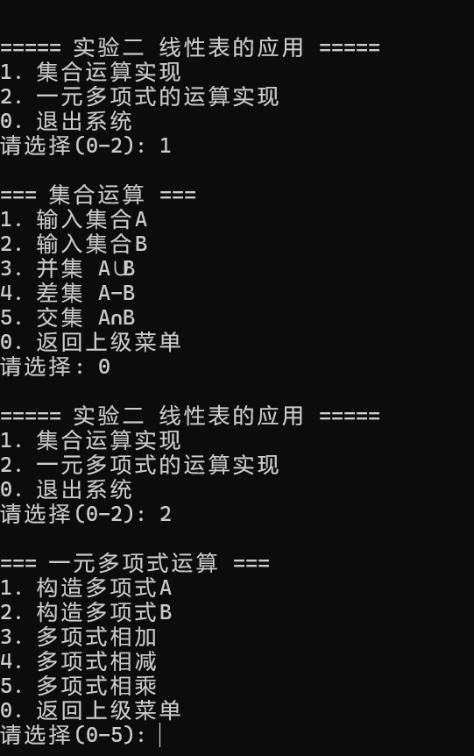 ===== 实验二 线性表的应用 =====
1. 集合运算实现
2. 一元多项式的运算实现
0. 退出系统
请选择(0-2): 1
=== 集合运算 ===
1. 输入集合A
2. 输入集合B
3. 并集 A∪B
4. 差集 A-B
5. 交集 A∩B
0. 返回上级菜单
请选择: 0
===== 实验二 线性表的应用 =====
1. 集合运算实现
2. 一元多项式的运算实现
0. 退出系统
请选择(0-2): 2
=== 一元多项式运算 ===
1. 构造多项式A
2. 构造多项式B
3. 多项式相加
4. 多项式相减
5. 多项式相乘
0. 返回上级菜单
请选择(0-5):